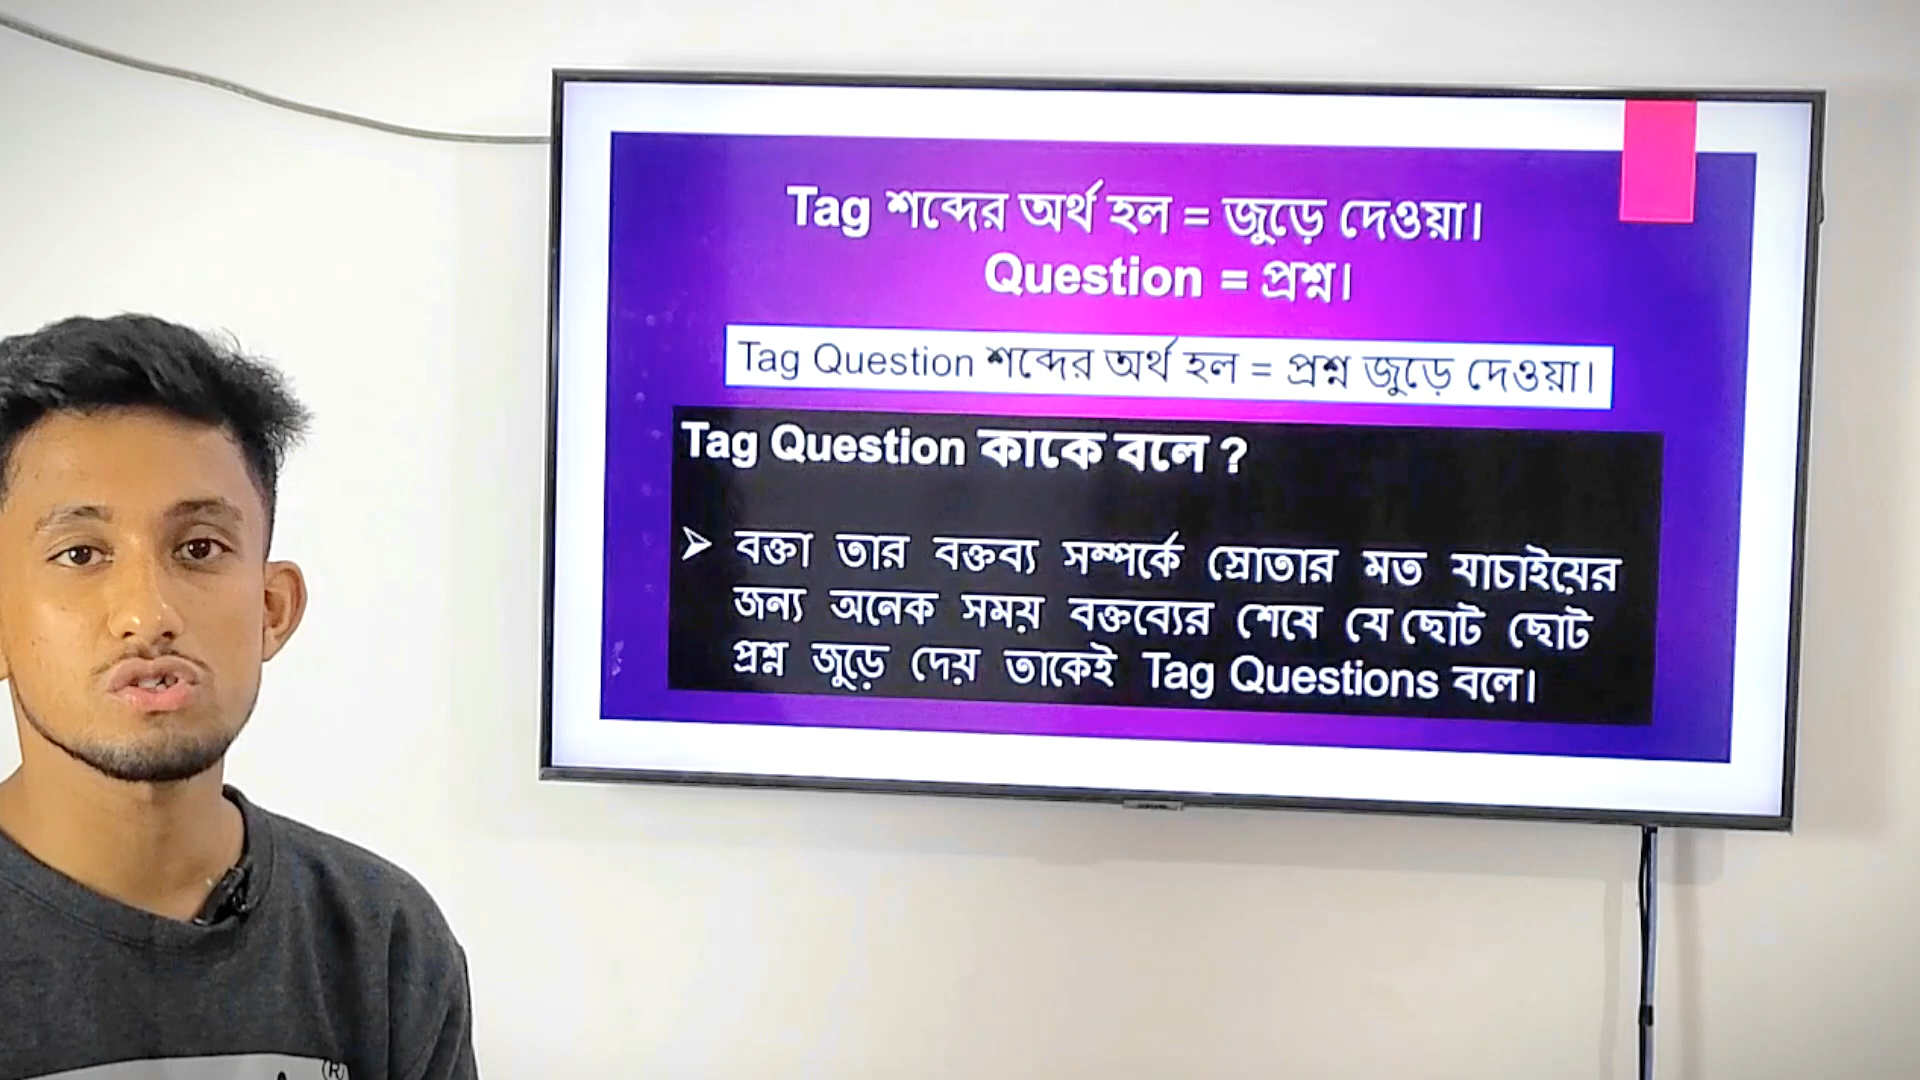 Tag শব্দের অর্থ হল = জুড়ে দেওয়া।
Question = প্রশ্ন।
Tag Question শব্দের অর্থ হল = প্রশ্ন জুড়ে দেওয়া।
Tag Question কাকে বলে ?
➢ বক্তা তার বক্তব্য সম্পর্কে স্রোতার মত যাচাইয়ের
জন্য অনেক সময় বক্তব্যের শেষে যে ছোট ছোট
প্রশ্ন জুড়ে দেয় তাকেই Tag Questions বলে।
(R)